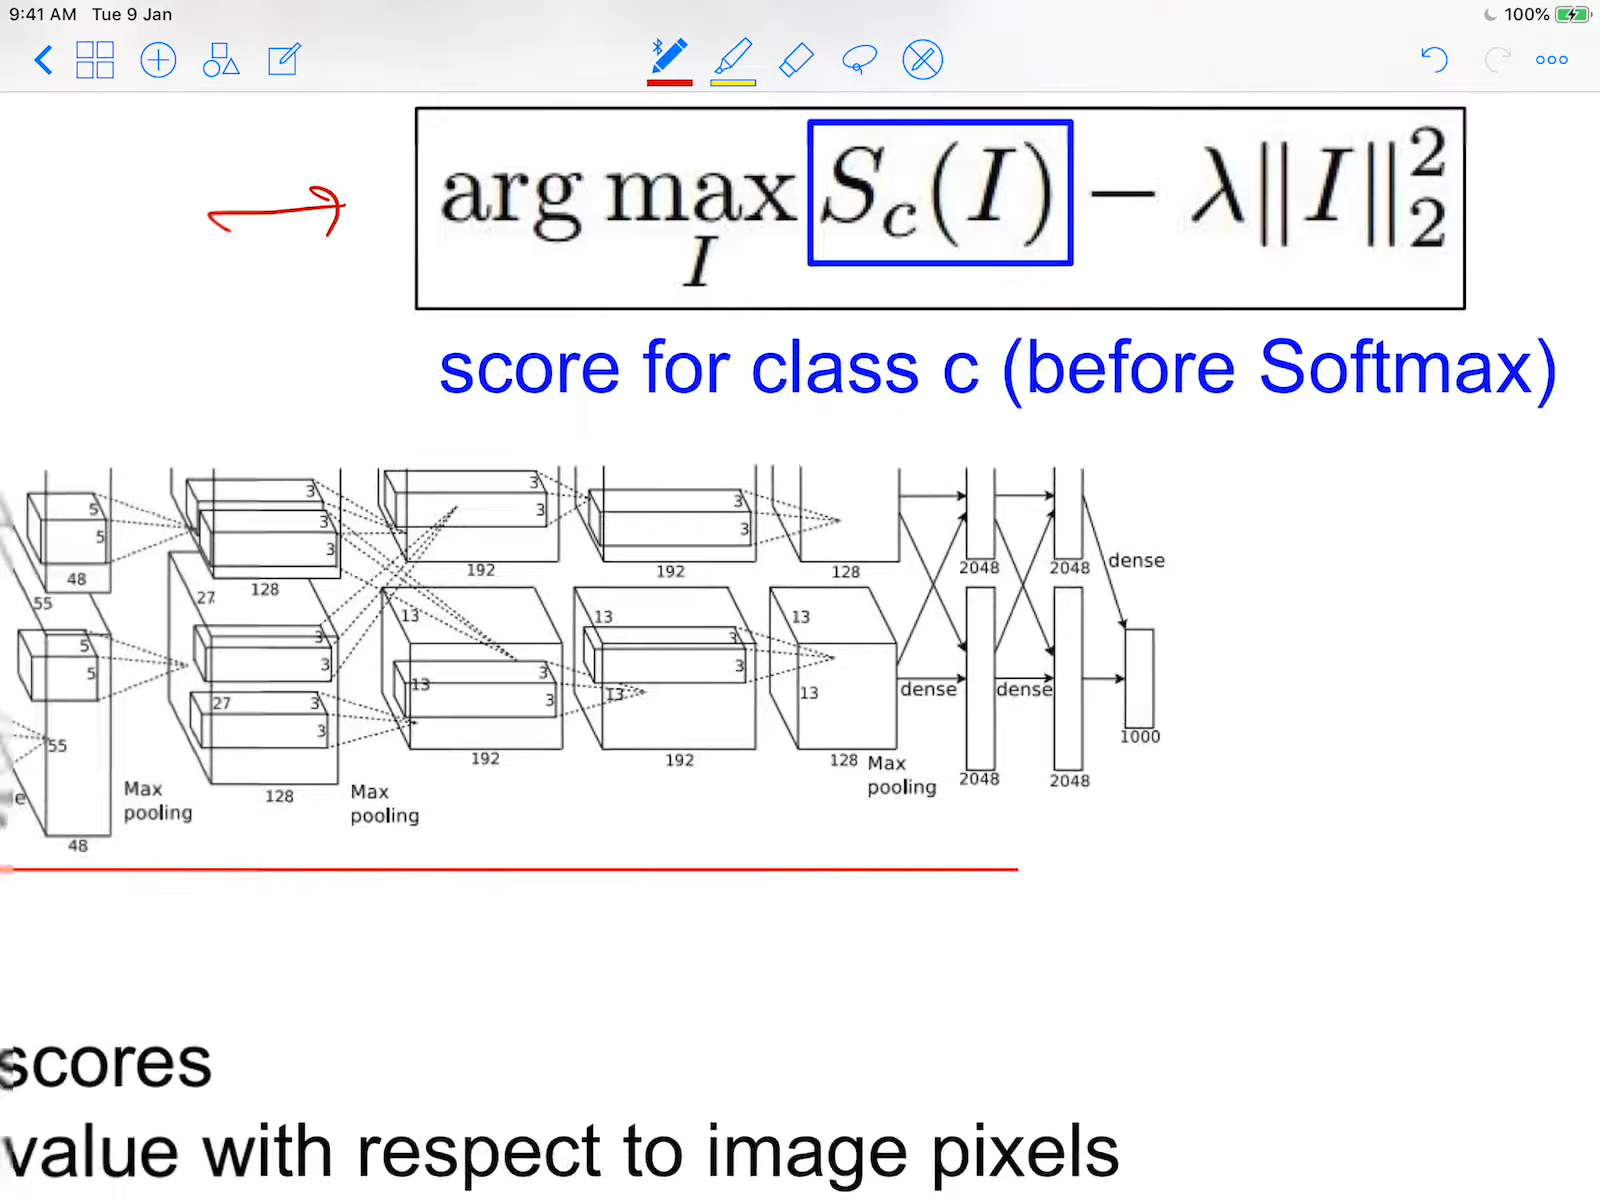 9:41 AM Tue 9 Jan
100%
arg max S_c(I) − λ‖I‖₂²
I
score for class c (before Softmax)
3
5 3 3 3
5 3 3 3
3
48 128 192 192 128 2048 2048 dense
55 27 13 13 13
5 3 3
5 3 3 3
13 13 13
27 3 3 dense dense
55 3
1000
192 192 128 Max
pooling
2048 2048
Max
pooling
128
Max
pooling
48
scores
value with respect to image pixels